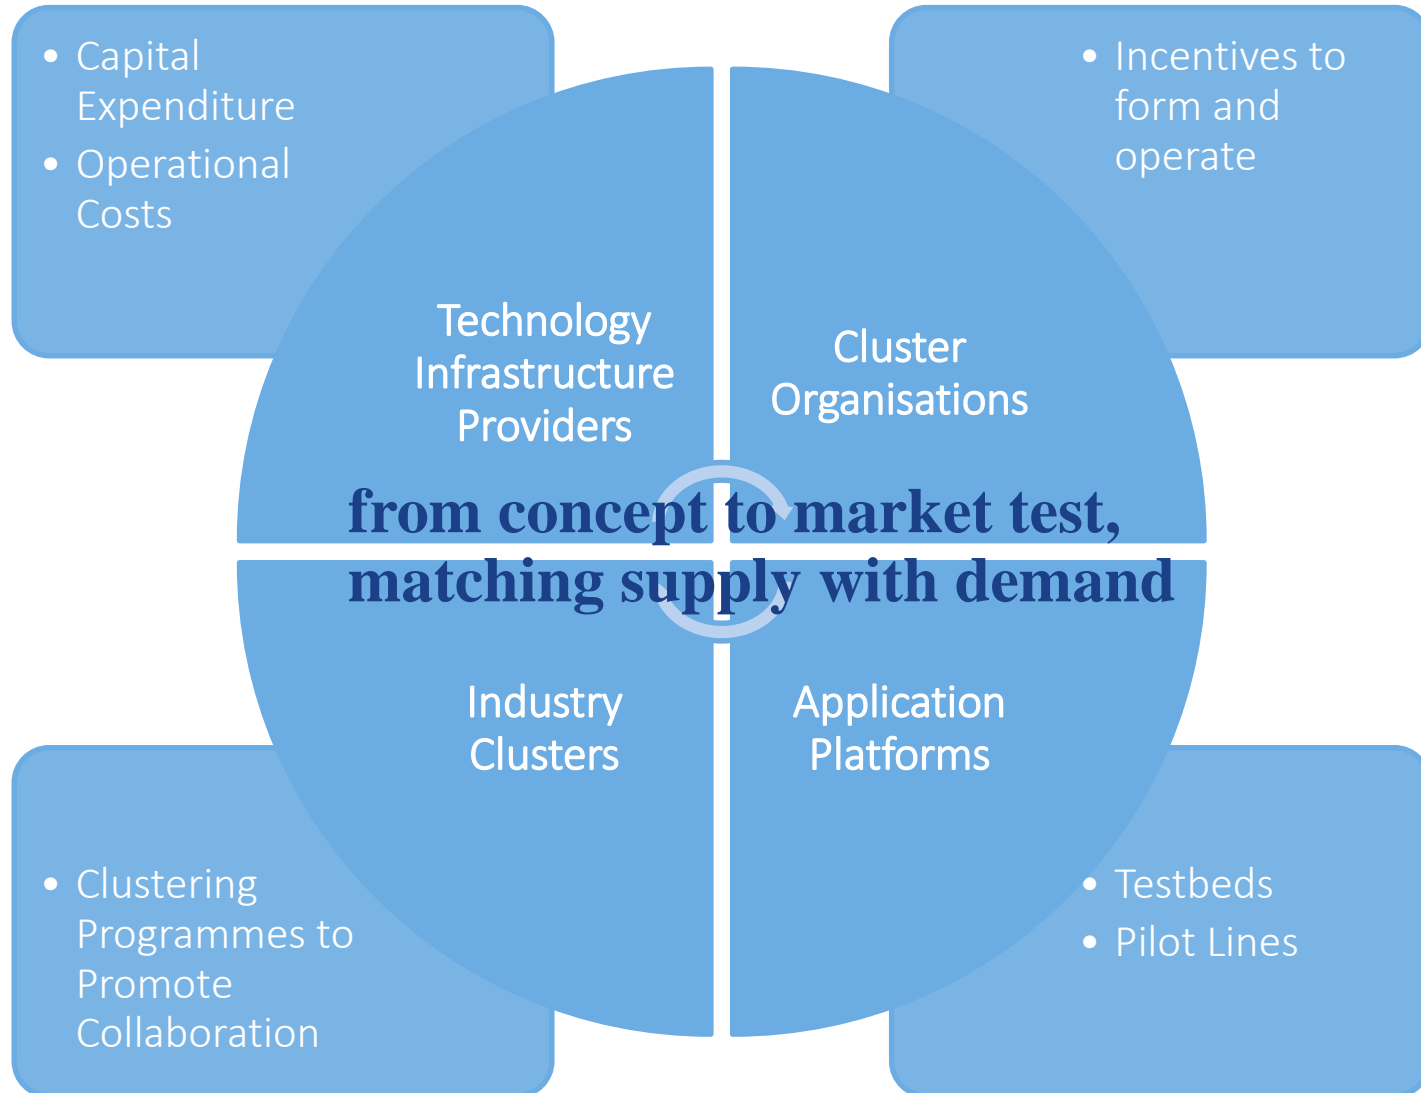 • Capital
Expenditure
• Operational
Costs
• Incentives to
form and
operate
Technology
Infrastructure
Providers
Cluster
Organisations
from concept to market test,
matching supply with demand
Industry
Clusters
Application
Platforms
• Clustering
Programmes to
Promote
Collaboration
• Testbeds
• Pilot Lines